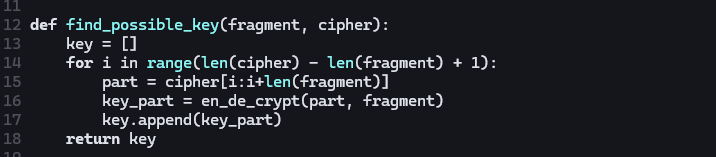 11
12 def find_possible_key(fragment, cipher):
13     key = []
14     for i in range(len(cipher) - len(fragment) + 1):
15         part = cipher[i:i+len(fragment)]
16         key_part = en_de_crypt(part, fragment)
17         key.append(key_part)
18     return key
19